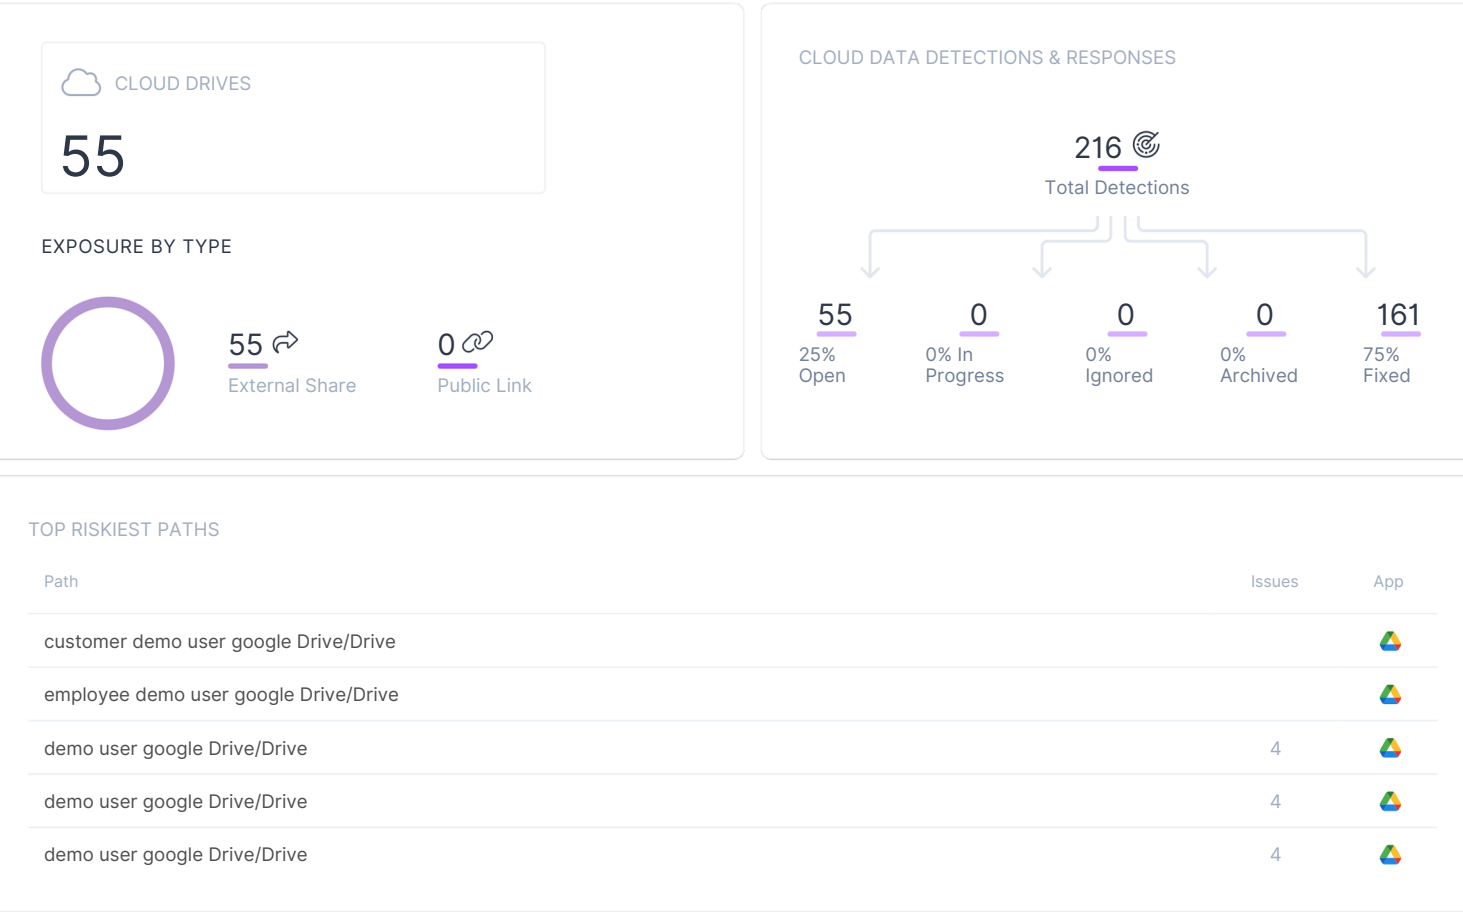 CLOUD DRIVES
55
EXPOSURE BY TYPE
55
External Share
0
Public Link
CLOUD DATA DETECTIONS & RESPONSES
216
Total Detections
55
25%
Open
0
0% In
Progress
0
0%
Ignored
0
0%
Archived
161
75%
Fixed
TOP RISKIEST PATHS
Path Issues App
customer demo user google Drive/Drive
employee demo user google Drive/Drive
demo user google Drive/Drive 4
demo user google Drive/Drive 4
demo user google Drive/Drive 4